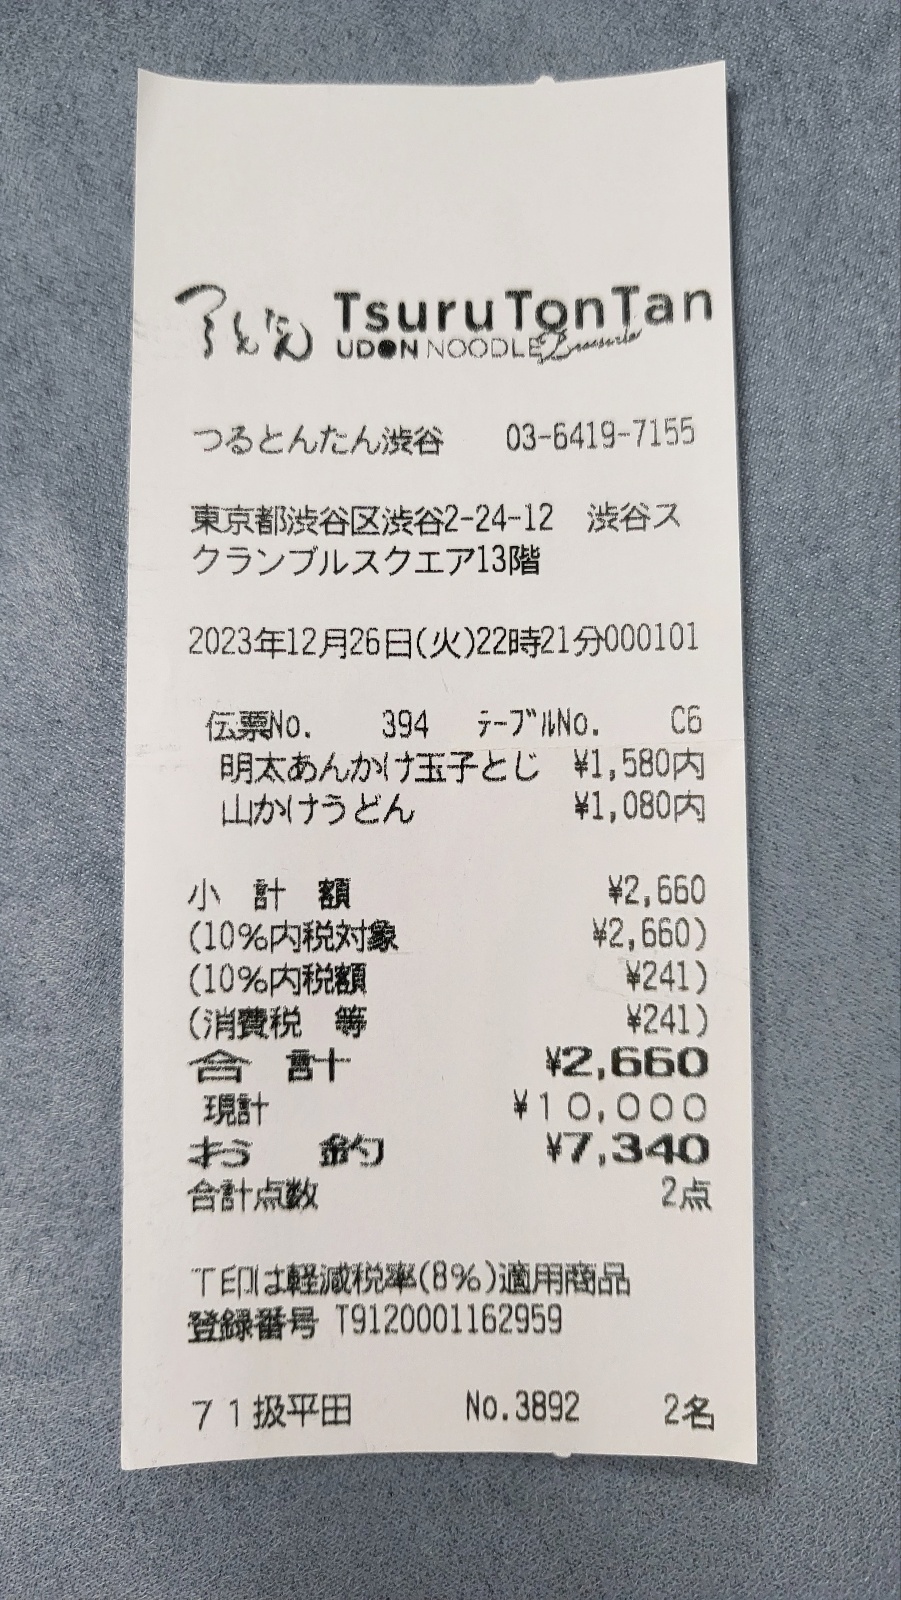 つるとんたん TsuruTonTan
UDON NOODLE Brasserie
つるとんたん渋谷 03-6419-7155
東京都渋谷区渋谷2-24-12 渋谷ス
クランブルスクエア13階
2023年12月26日(火)22時21分000101
伝票No. 394 ﾃｰﾌﾞﾙNo. C6
明太あんかけ玉子とじ ¥1,580内
山かけうどん ¥1,080内
小 計 額 ¥2,660
(10%内税対象 ¥2,660)
(10%内税額 ¥241)
(消費税 等 ¥241)
合 計 ¥2,660
現計 ¥10,000
お 釣 ¥7,340
合計点数 2点
T印は軽減税率(8%)適用商品
登録番号 T9120001162959
71扱平田 No.3892 2名